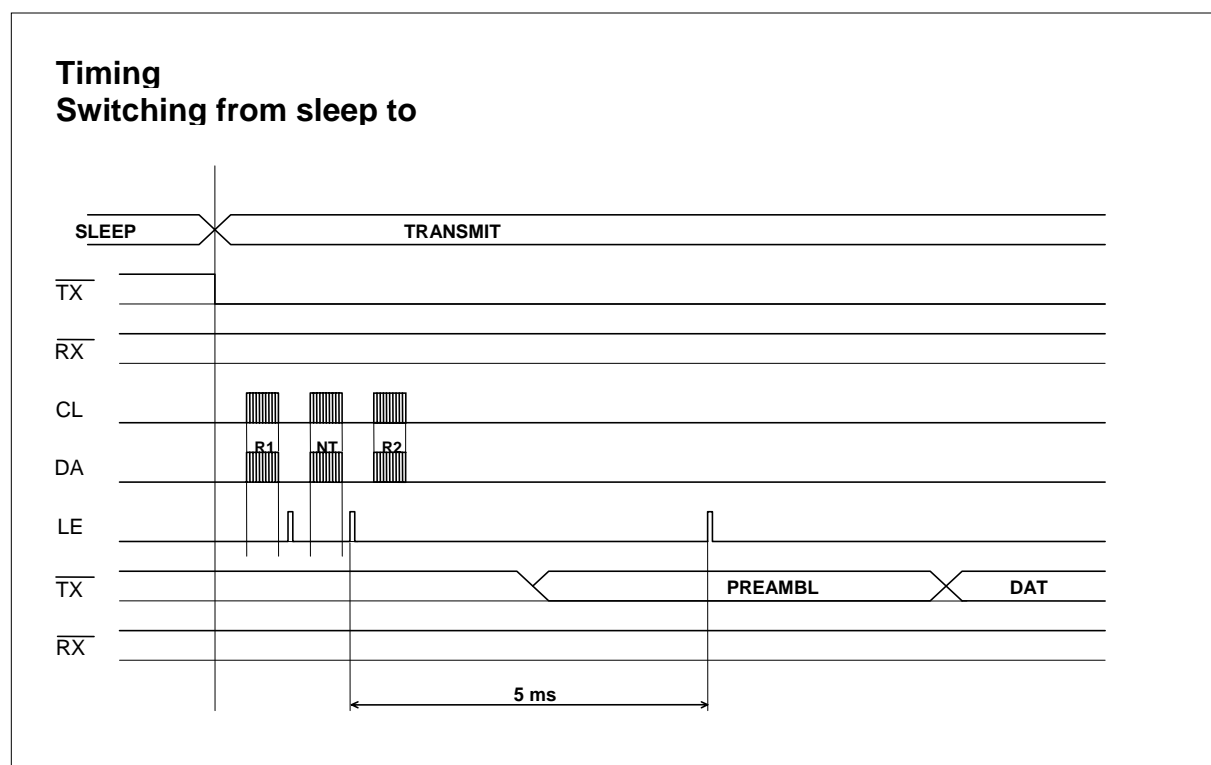 Timing
Switching from sleep to
SLEEP TRANSMIT
TX
RX
CL
R1 NT R2
DA
LE
TX PREAMBL DAT
RX
5 ms